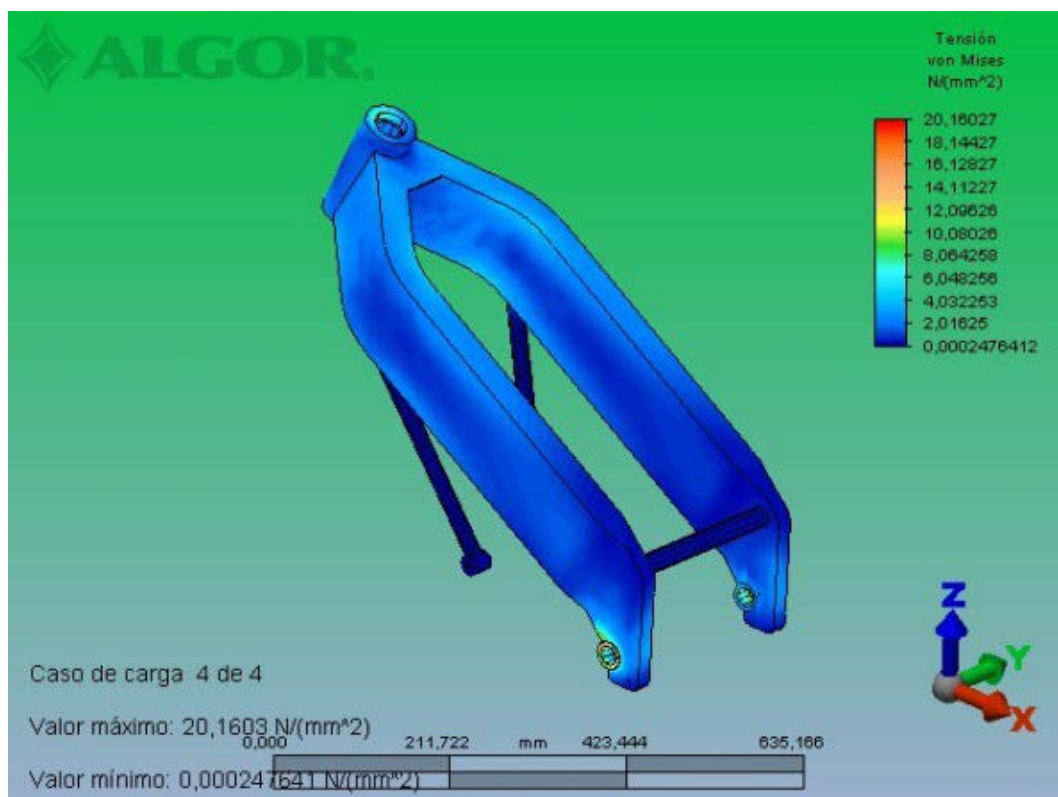 ALGOR®
Tensión
von Mises
N/(mm^2)
20,16027
18,14427
16,12827
14,11227
12,09626
10,08026
8,064258
6,048256
4,032253
2,01625
0,0002476412
Z
Y
X
Caso de carga 4 de 4
Valor máximo: 20,1603 N/(mm^2)
0,000 211,722 mm 423,444 635,166
Valor mínimo: 0,000247641 N/(mm^2)